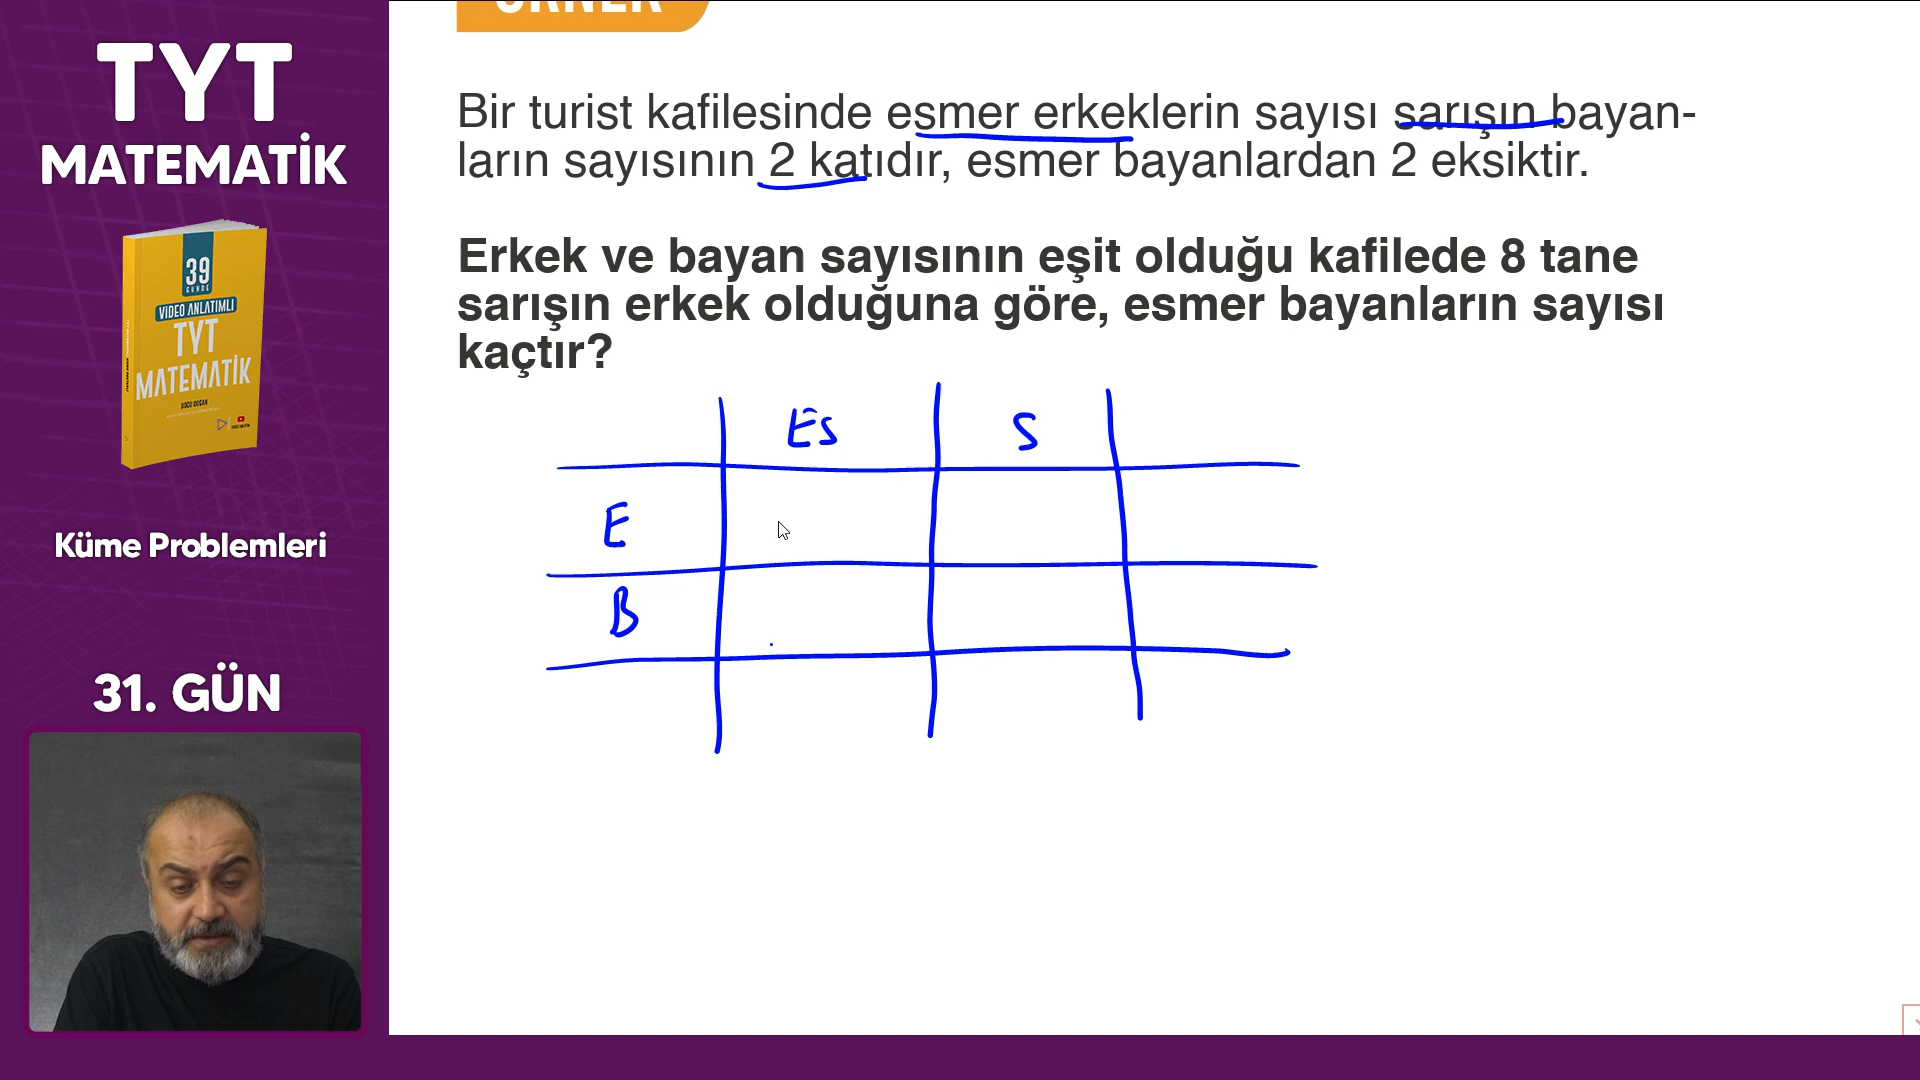 TYT
MATEMATİK
39
GÜNDE
VİDEO ANLATIMLI
TYT
MATEMATİK
Küme Problemleri
31. GÜN
ÖRNEK
Bir turist kafilesinde esmer erkeklerin sayısı sarışın bayan-
ların sayısının 2 katıdır, esmer bayanlardan 2 eksiktir.
Erkek ve bayan sayısının eşit olduğu kafilede 8 tane
sarışın erkek olduğuna göre, esmer bayanların sayısı
kaçtır?
Es S
E
B